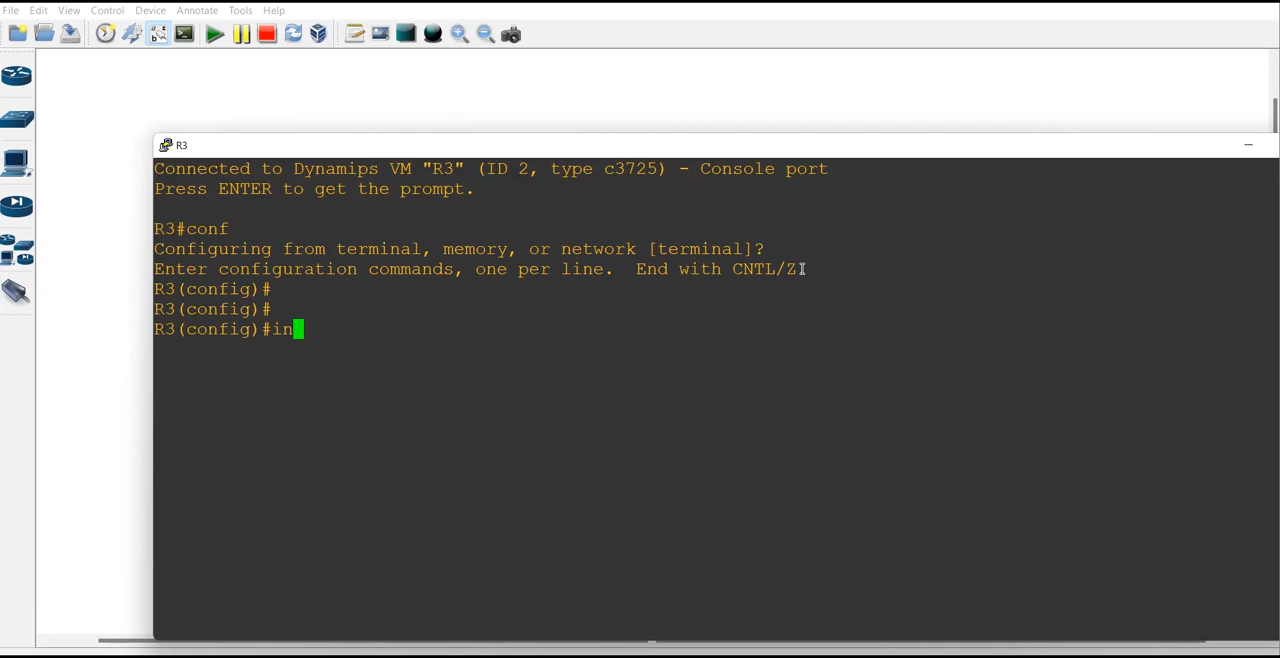 File Edit View Control Device Annotate Tools Help
R3
Connected to Dynamips VM "R3" (ID 2, type c3725) - Console port
Press ENTER to get the prompt.
R3#conf
Configuring from terminal, memory, or network [terminal]?
Enter configuration commands, one per line.  End with CNTL/Z
R3(config)#
R3(config)#
R3(config)#in